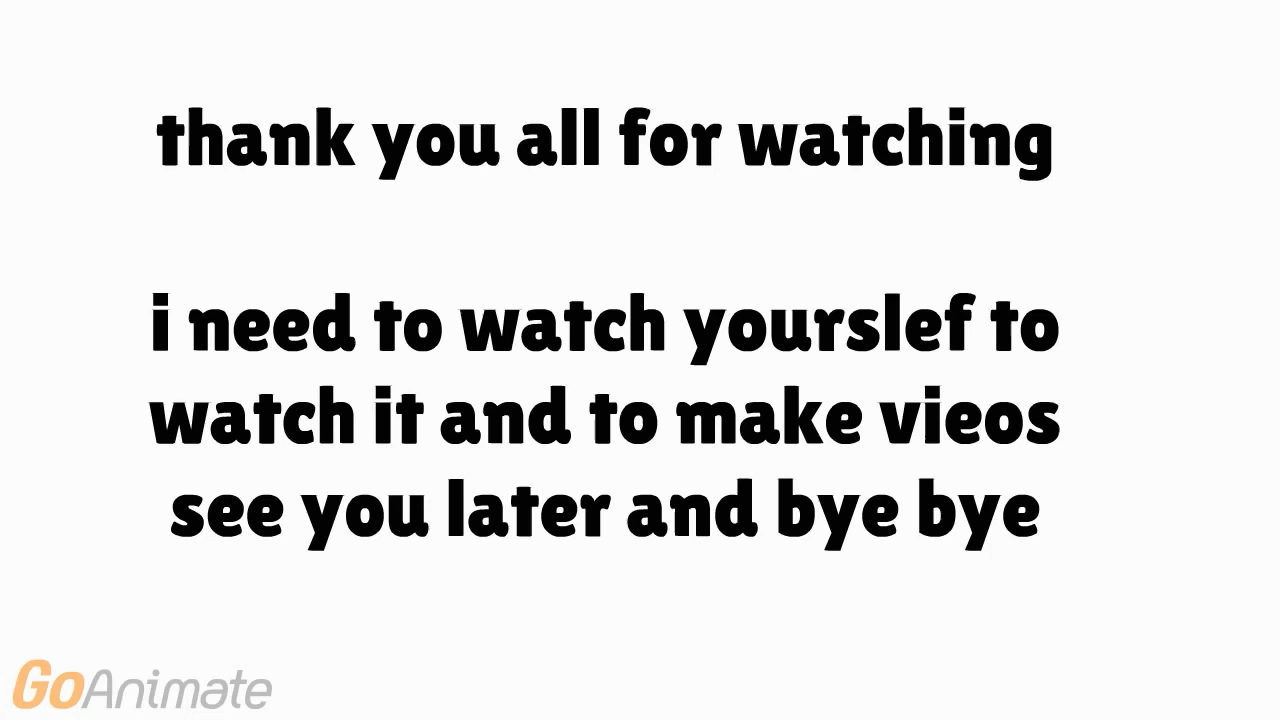 thank you all for watching
i need to watch yourslef to
watch it and to make vieos
see you later and bye bye
GoAnimate